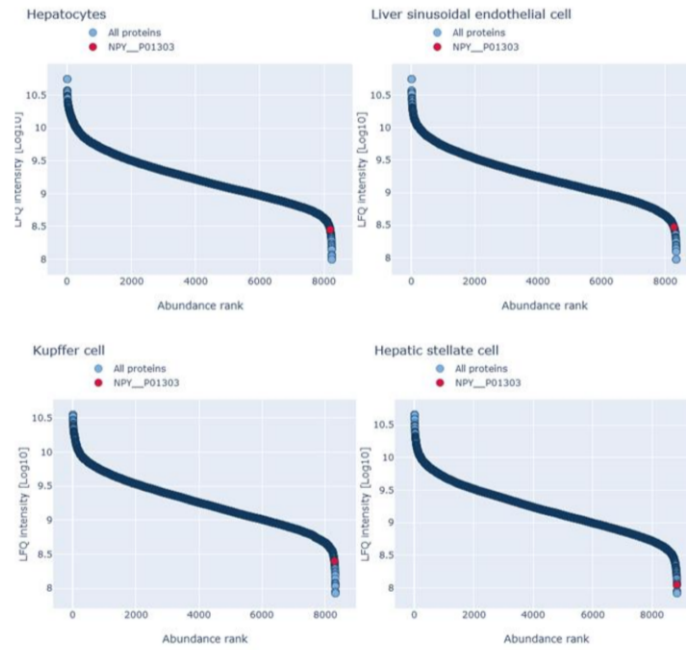 Hepatocytes
All proteins
NPY__P01303
LFQ intensity [Log10]
10.5
10
9.5
9
8.5
8
0
2000
4000
6000
8000
Abundance rank
Liver sinusoidal endothelial cell
All proteins
NPY__P01303
LFQ intensity [Log10]
10.5
10
9.5
9
8.5
8
0
2000
4000
6000
8000
Abundance rank
Kupffer cell
All proteins
NPY__P01303
LFQ intensity [Log10]
10.5
10
9.5
9
8.5
8
0
2000
4000
6000
8000
Abundance rank
Hepatic stellate cell
All proteins
NPY__P01303
LFQ intensity [Log10]
10.5
10
9.5
9
8.5
8
0
2000
4000
6000
8000
Abundance rank